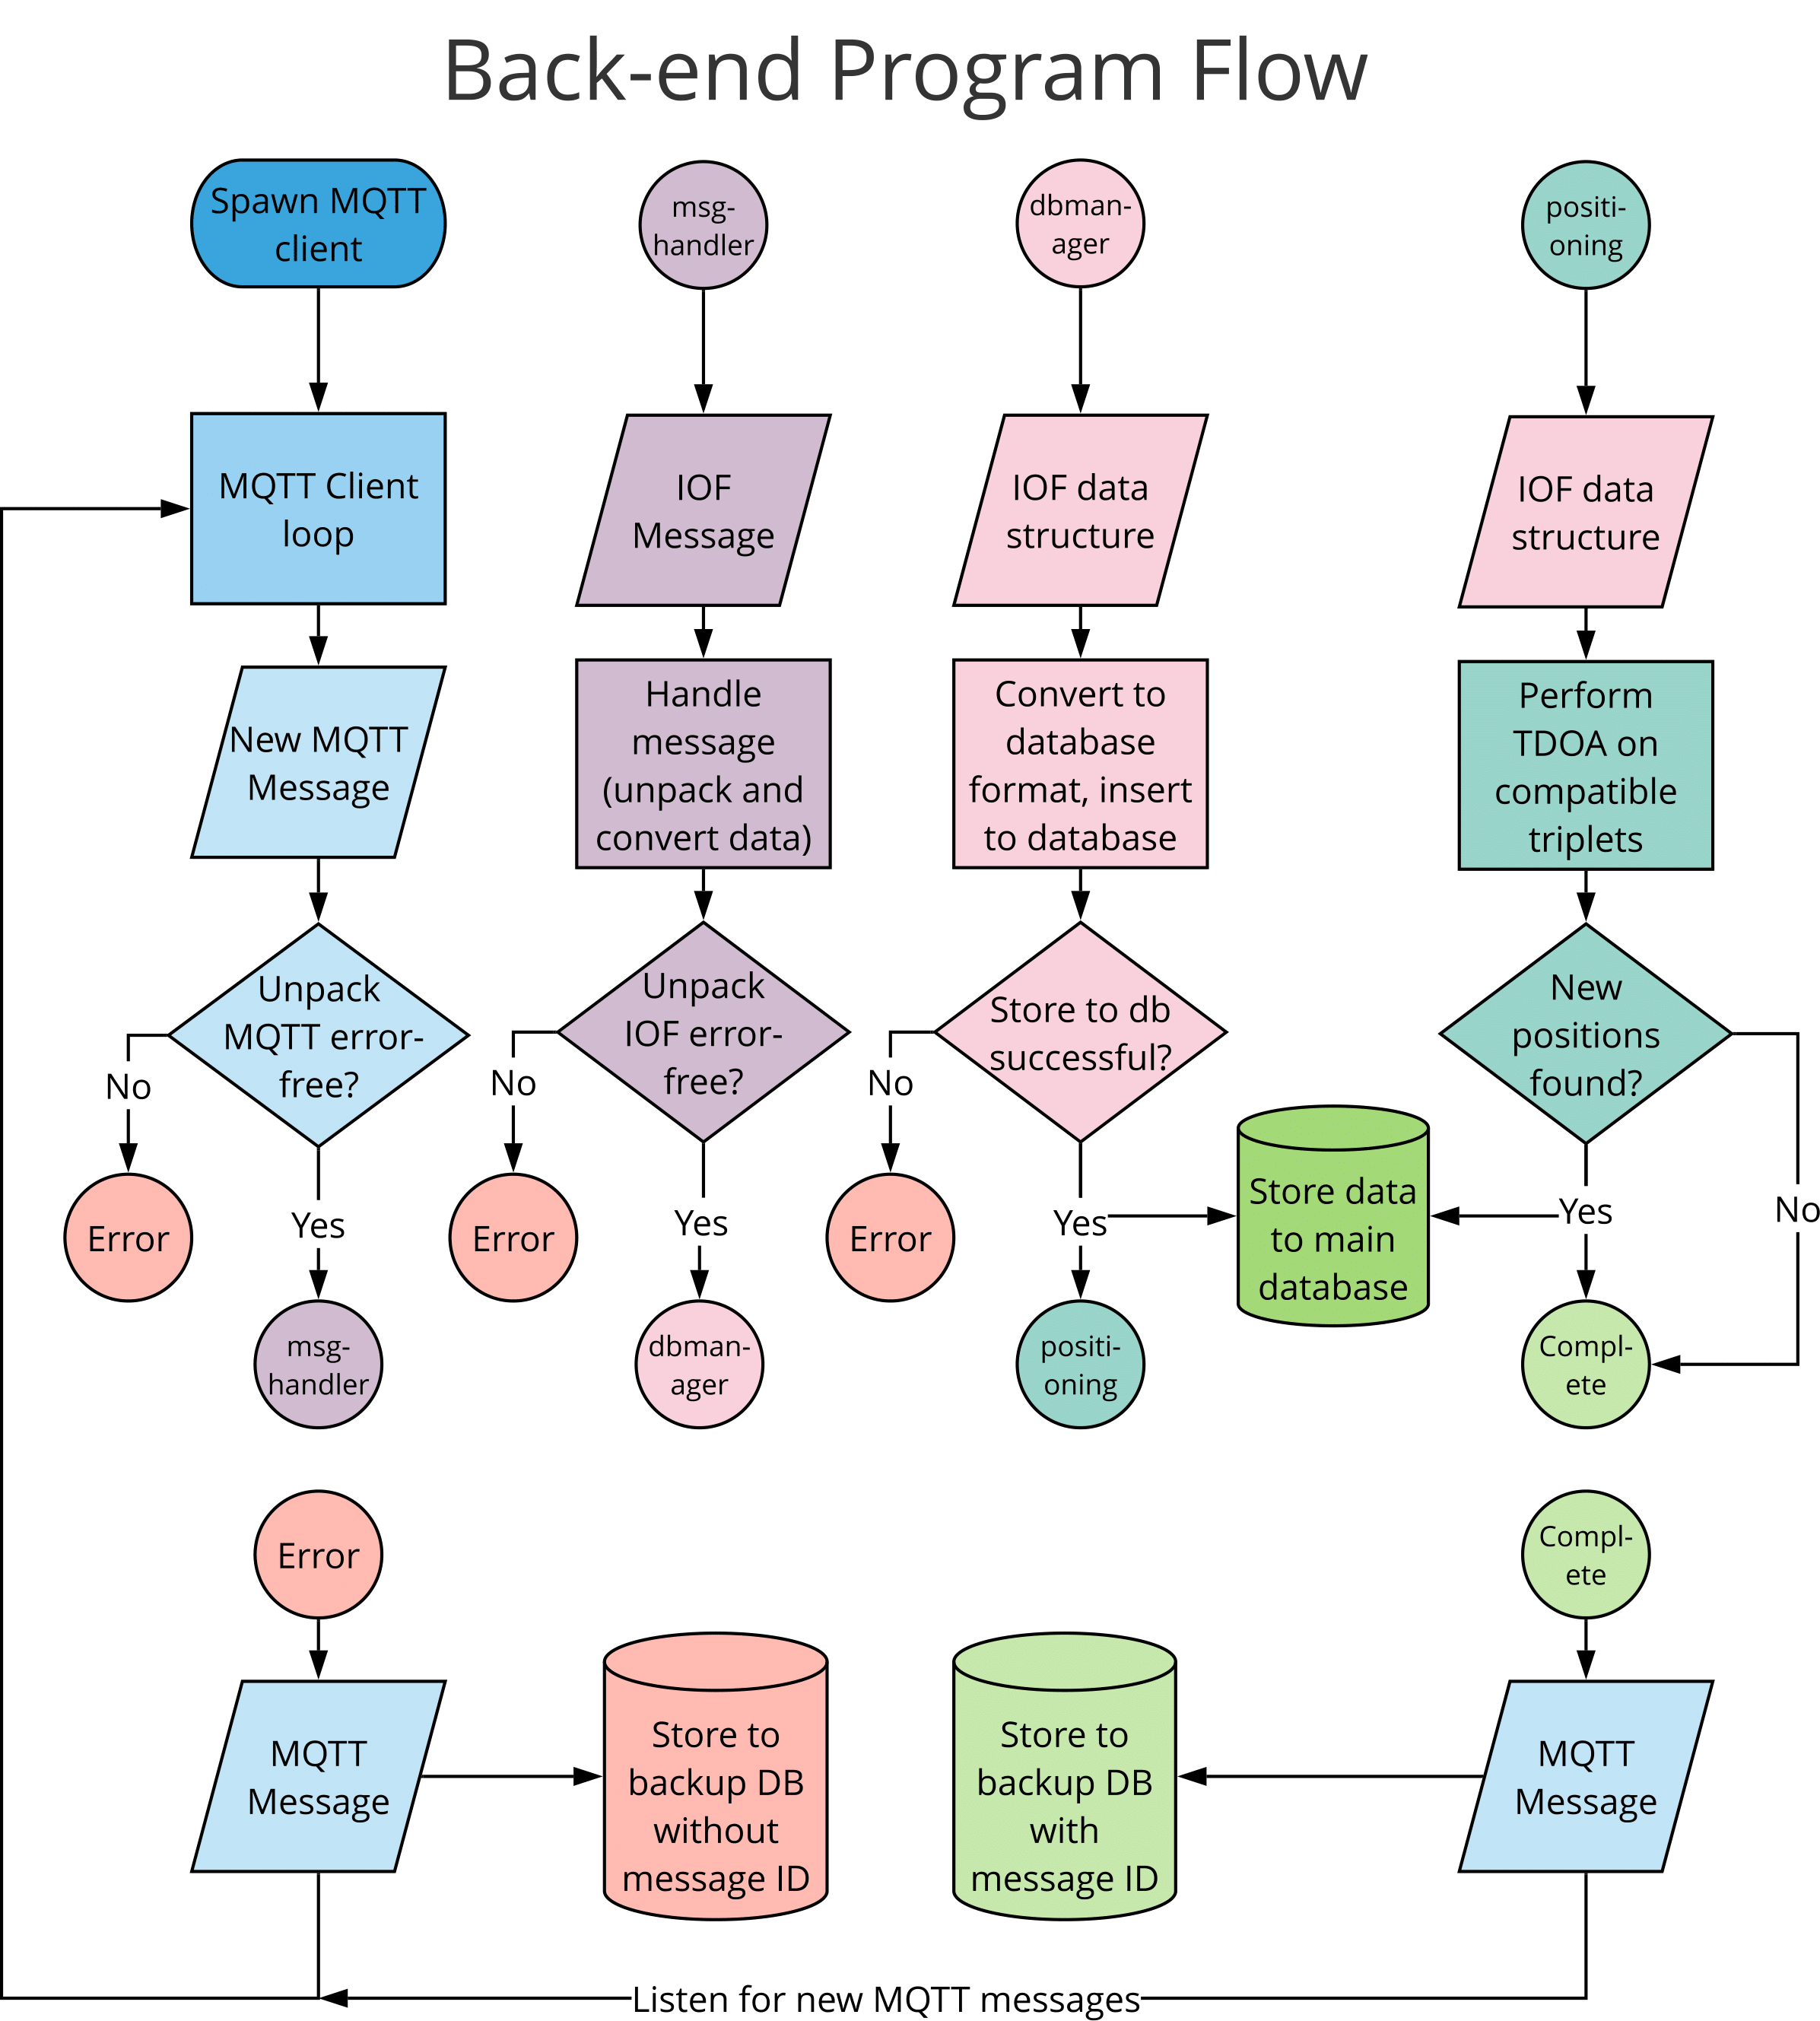 Back-end Program Flow
Spawn MQTT
client
MQTT Client
loop
New MQTT
Message
Unpack
MQTT error-
free?
No
Error
Yes
msg-
handler
msg-
handler
IOF
Message
Handle
message
(unpack and
convert data)
Unpack
IOF error-
free?
No
Error
Yes
dbman-
ager
dbman-
ager
IOF data
structure
Convert to
database
format, insert
to database
Store to db
successful?
No
Error
Yes
positi-
oning
Store data
to main
database
positi-
oning
IOF data
structure
Perform
TDOA on
compatible
triplets
New
positions
found?
Yes
No
Compl-
ete
Error
MQTT
Message
Store to
backup DB
without
message ID
Store to
backup DB
with
message ID
Compl-
ete
MQTT
Message
Listen for new MQTT messages